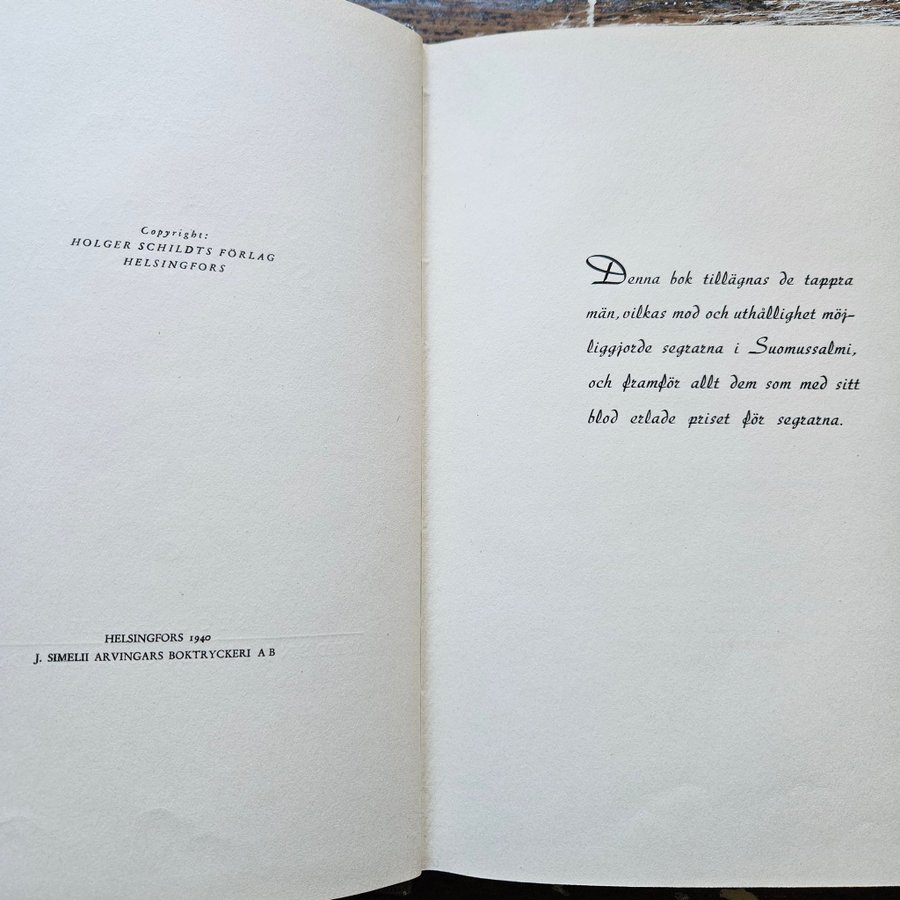 Copyright:
HOLGER SCHILDTS FÖRLAG
HELSINGFORS
HELSINGFORS 1940
J. SIMELII ARVINGARS BOKTRYCKERI A B
Denna bok tillägnas de tappra
män, vilkas mod och uthållighet möj-
liggjorde segrarna i Suomussalmi,
och framför allt dem som med sitt
blod erlade priset för segrarna.